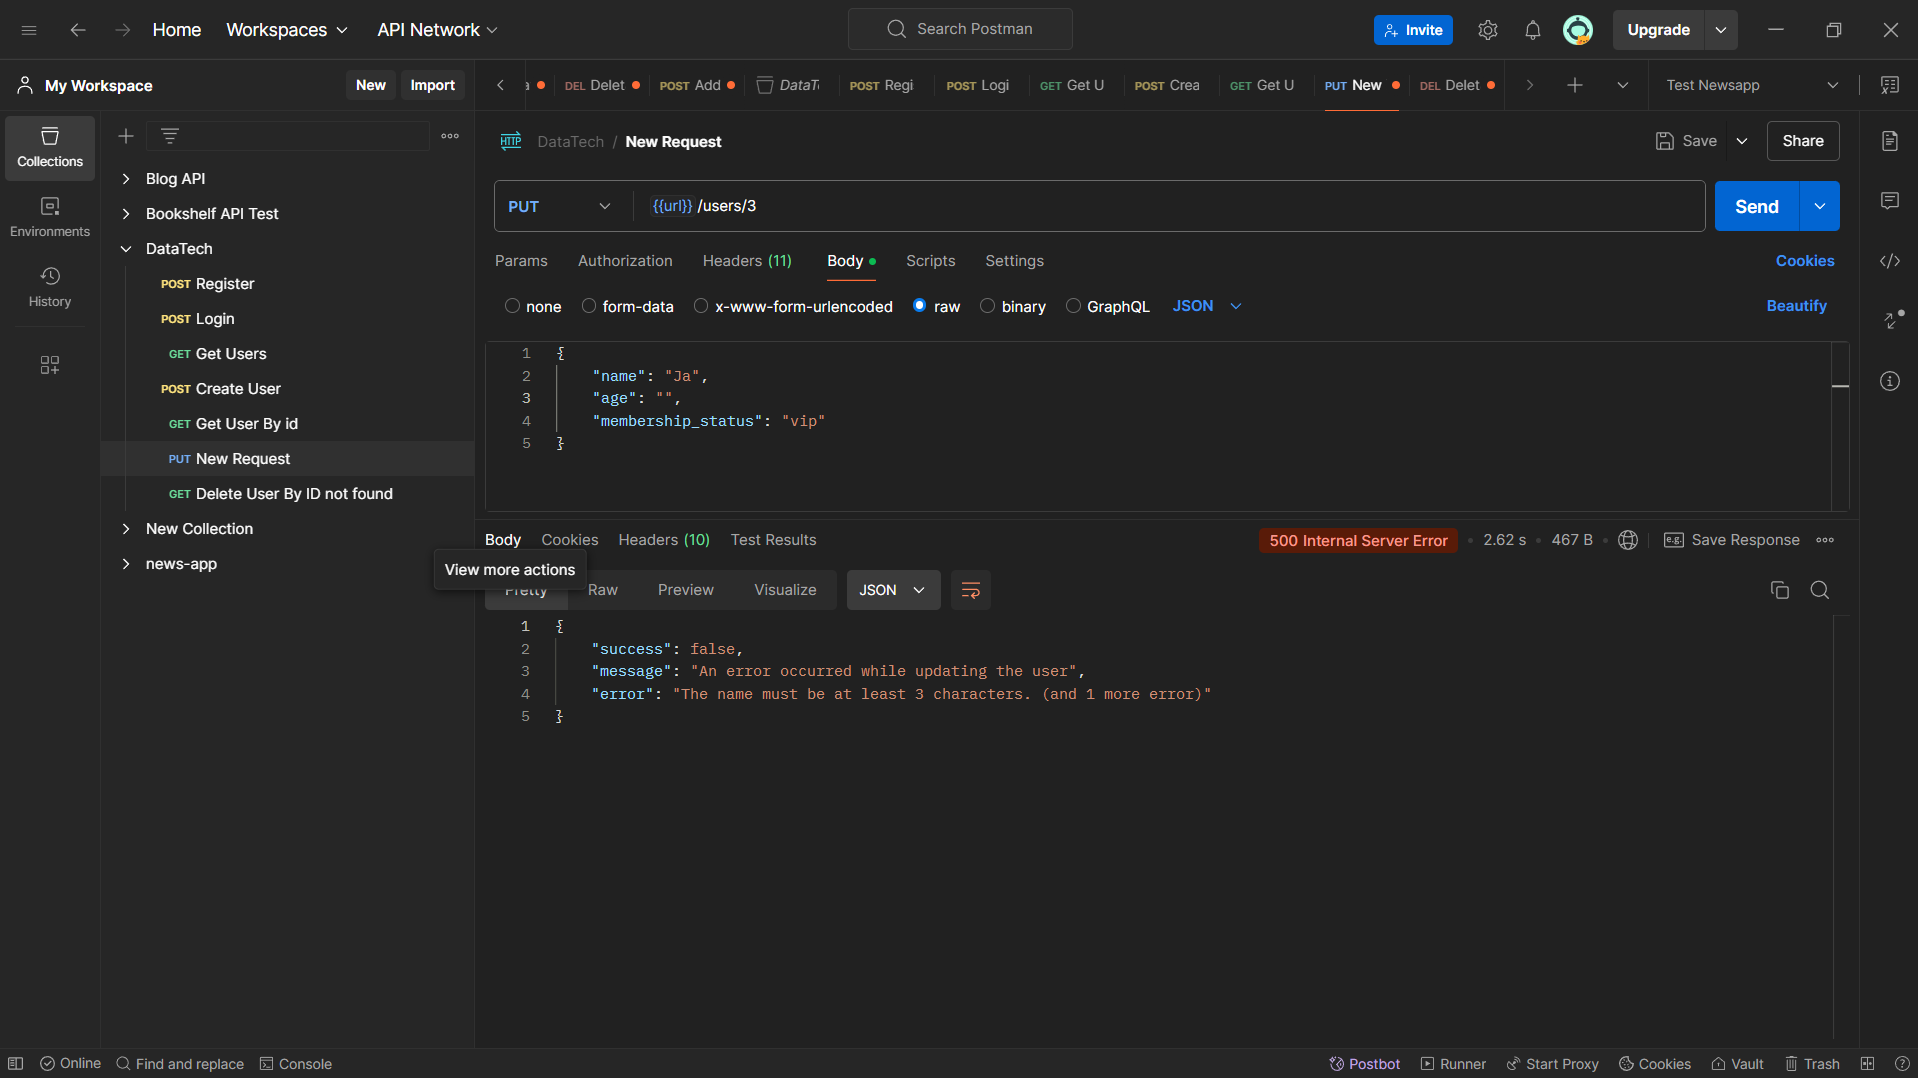 Home Workspaces API Network Search Postman Invite Upgrade
My Workspace New Import
a DEL Delet POST Add DataTe POST Regi POST Logi GET Get U POST Crea GET Get U PUT New DEL Delet Test Newsapp
Collections
Environments
History
Blog API
Bookshelf API Test
DataTech
POST Register
POST Login
GET Get Users
POST Create User
GET Get User By id
PUT New Request
GET Delete User By ID not found
New Collection
news-app
HTTP DataTech / New Request Save Share
PUT {{url}} /users/3 Send
Params Authorization Headers (11) Body Scripts Settings Cookies
none form-data x-www-form-urlencoded raw binary GraphQL JSON Beautify
1 {
2 "name": "Ja",
3 "age": "",
4 "membership_status": "vip"
5 }
Body Cookies Headers (10) Test Results 500 Internal Server Error 2.62 s 467 B e.g. Save Response
View more actions
Pretty Raw Preview Visualize JSON
1 {
2 "success": false,
3 "message": "An error occurred while updating the user",
4 "error": "The name must be at least 3 characters. (and 1 more error)"
5 }
Online Find and replace Console Postbot Runner Start Proxy Cookies Vault Trash